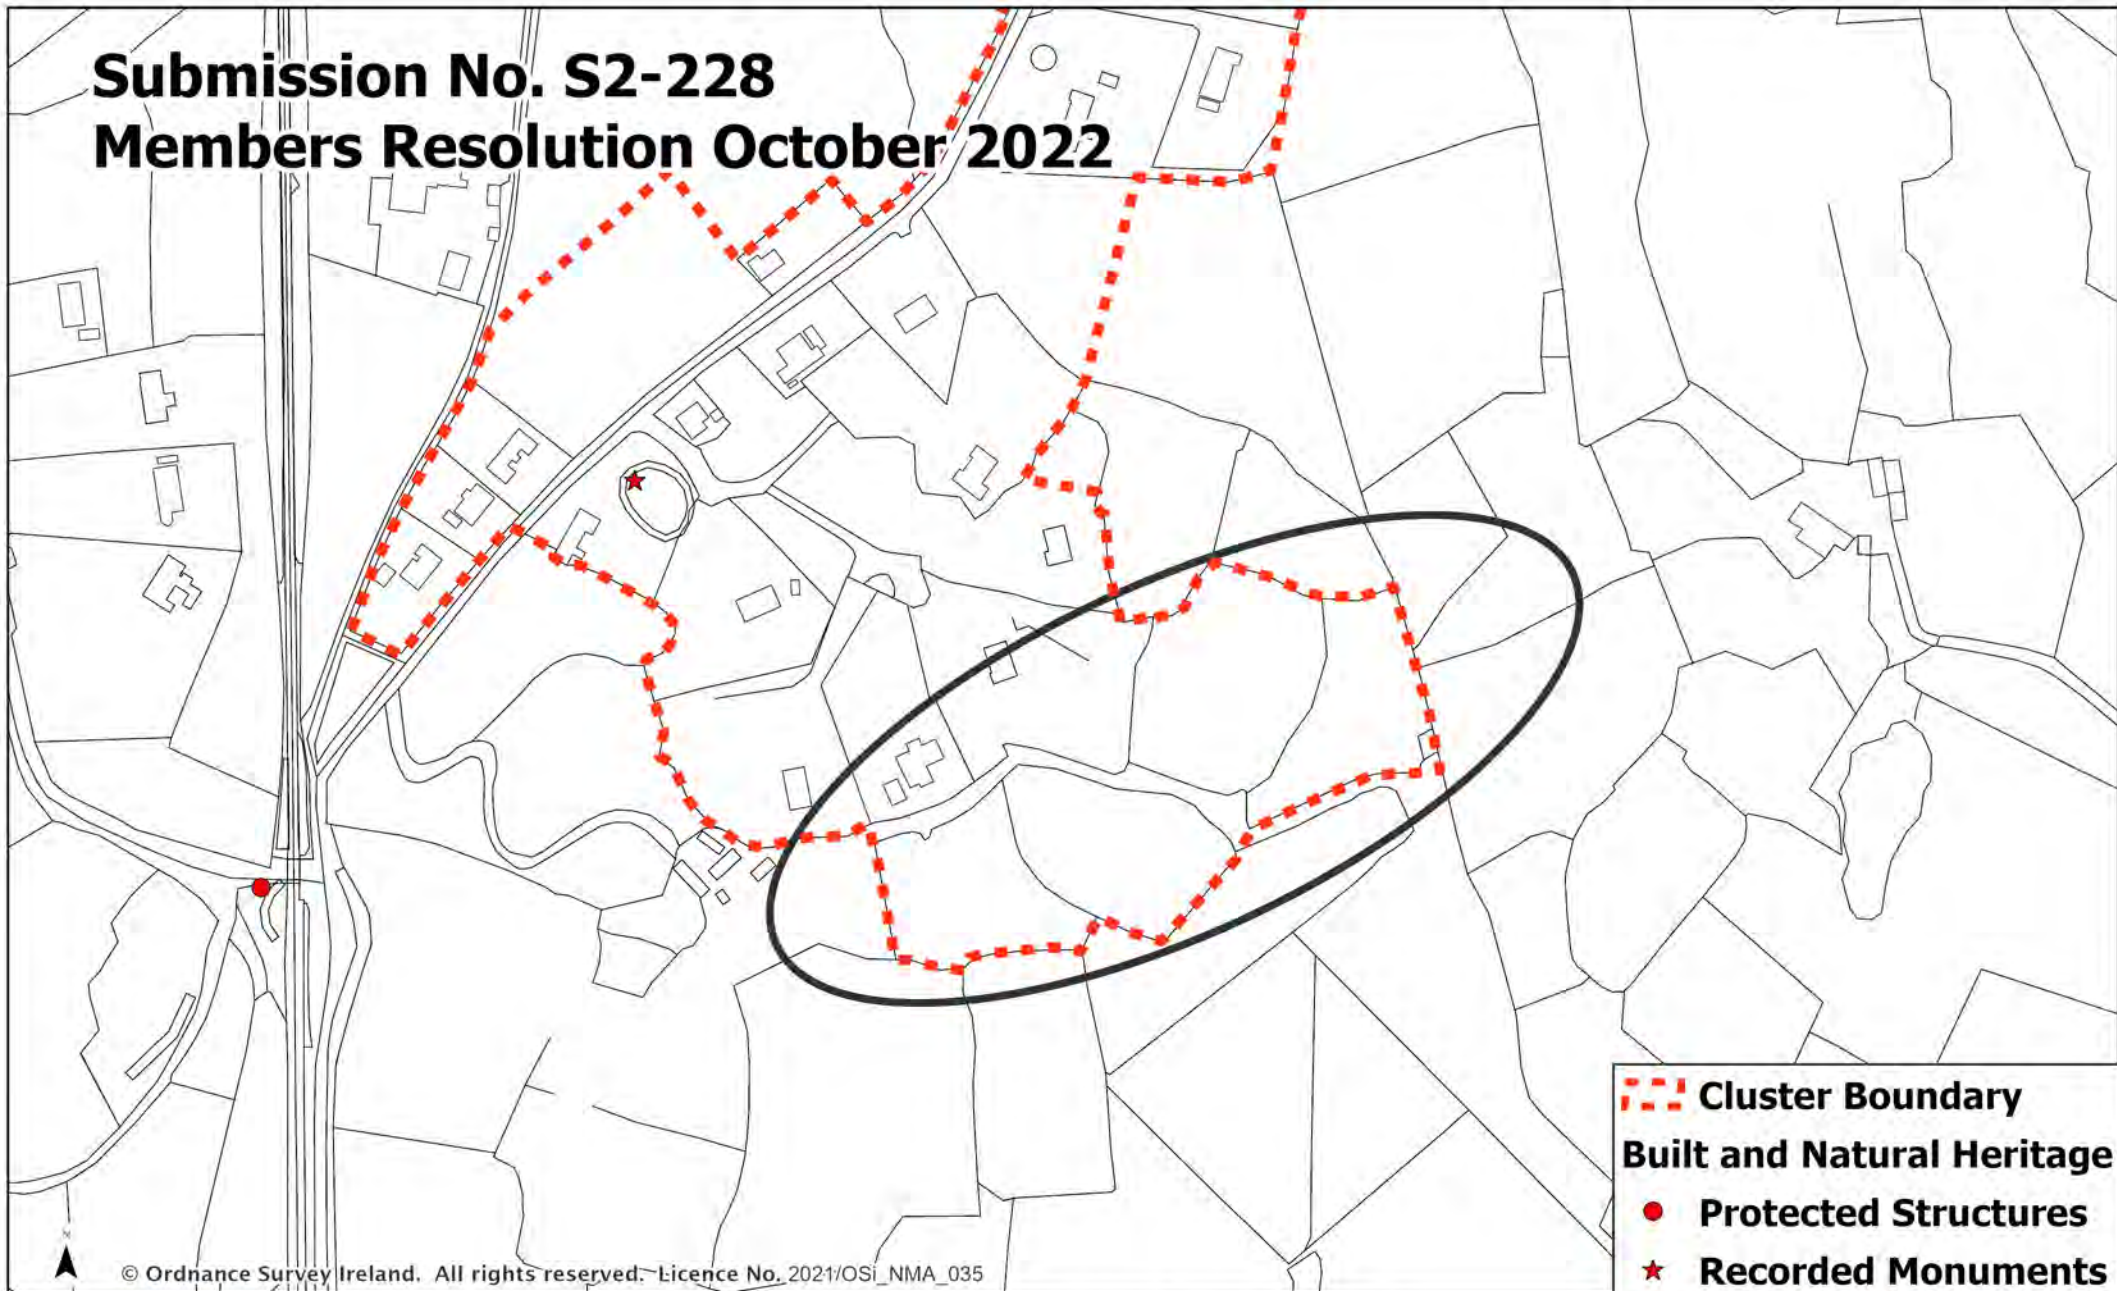 Submission No. S2-228
Members Resolution October 2022
Cluster Boundary
Built and Natural Heritage
Protected Structures
Recorded Monuments
N
© Ordnance Survey Ireland. All rights reserved. Licence No. 2021/OSi_NMA_035